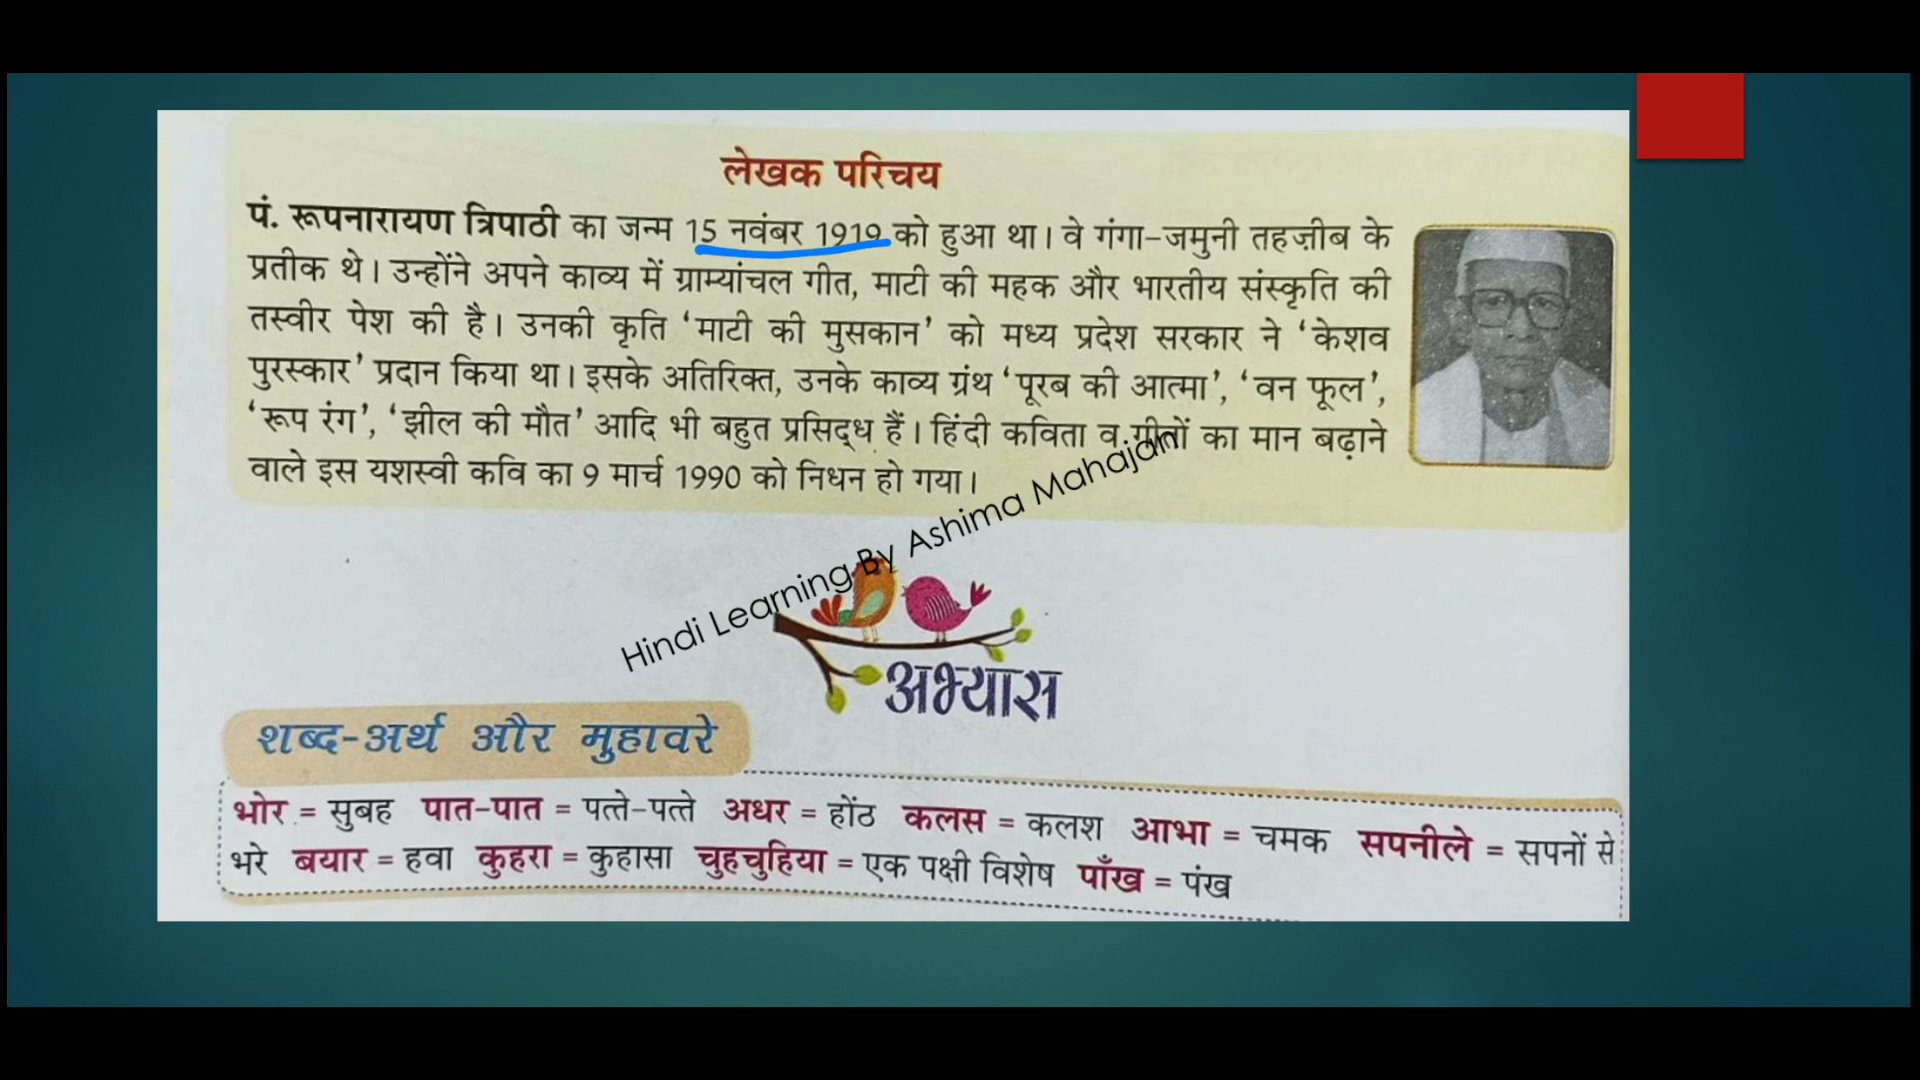 लेखक परिचय
पं. रूपनारायण त्रिपाठी का जन्म 15 नवंबर 1919 को हुआ था। वे गंगा-जमुनी तहज़ीब के
प्रतीक थे। उन्होंने अपने काव्य में ग्राम्यांचल गीत, माटी की महक और भारतीय संस्कृति की
तस्वीर पेश की है। उनकी कृति ‘माटी की मुसकान’ को मध्य प्रदेश सरकार ने ‘केशव
पुरस्कार’ प्रदान किया था। इसके अतिरिक्त, उनके काव्य ग्रंथ ‘पूरब की आत्मा’, ‘वन फूल’,
‘रूप रंग’, ‘झील की मौत’ आदि भी बहुत प्रसिद्ध हैं। हिंदी कविता व गीतों का मान बढ़ाने
वाले इस यशस्वी कवि का 9 मार्च 1990 को निधन हो गया।
Hindi Learning By Ashima Mahajan
अभ्यास
शब्द-अर्थ और मुहावरे
भोर = सुबह पात-पात = पत्ते-पत्ते अधर = होंठ कलस = कलश आभा = चमक सपनीले = सपनों से
भरे बयार = हवा कुहरा = कुहासा चुहचुहिया = एक पक्षी विशेष पाँख = पंख